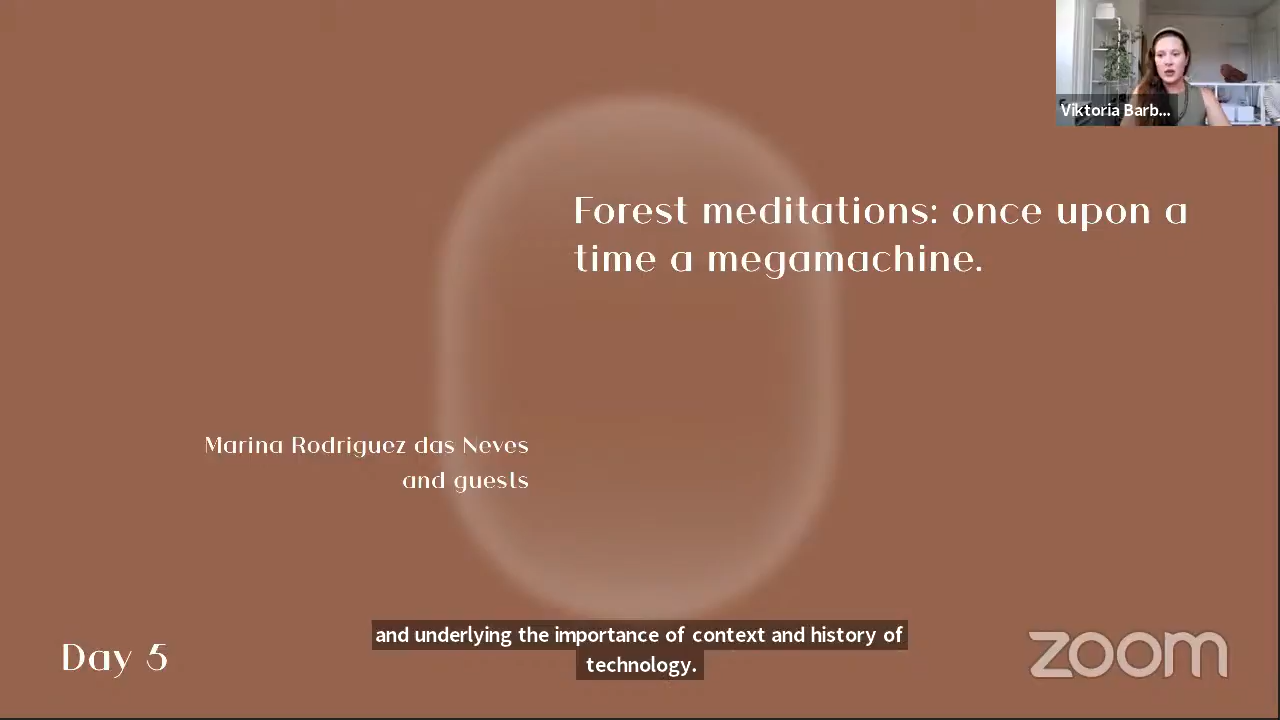 Viktoria Barb...
Forest meditations: once upon a
time a megamachine.
Marina Rodriguez das Neves
and guests
and underlying the importance of context and history of
technology.
Day 5
zoom